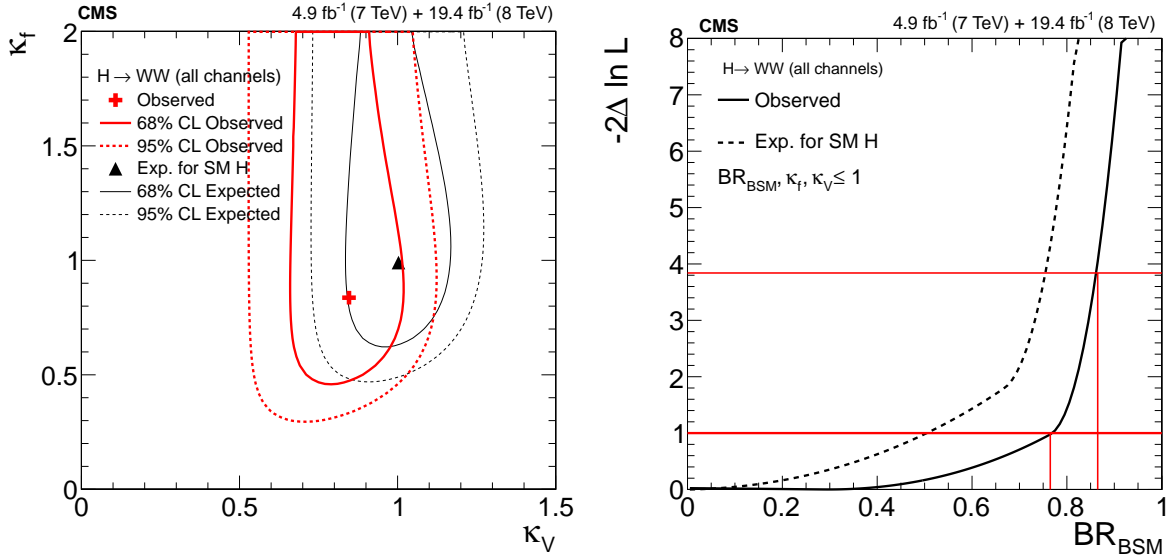 CMS 4.9 fb⁻¹ (7 TeV) + 19.4 fb⁻¹ (8 TeV)
κf
2
1.5
1
0.5
0
H → WW (all channels)
Observed
68% CL Observed
95% CL Observed
Exp. for SM H
68% CL Expected
95% CL Expected
0 0.5 1 1.5
κV
CMS 4.9 fb⁻¹ (7 TeV) + 19.4 fb⁻¹ (8 TeV)
-2Δ ln L
8
7
6
5
4
3
2
1
0
H→ WW (all channels)
Observed
Exp. for SM H
BR_BSM, κf, κV ≤ 1
0 0.2 0.4 0.6 0.8 1
BR_BSM